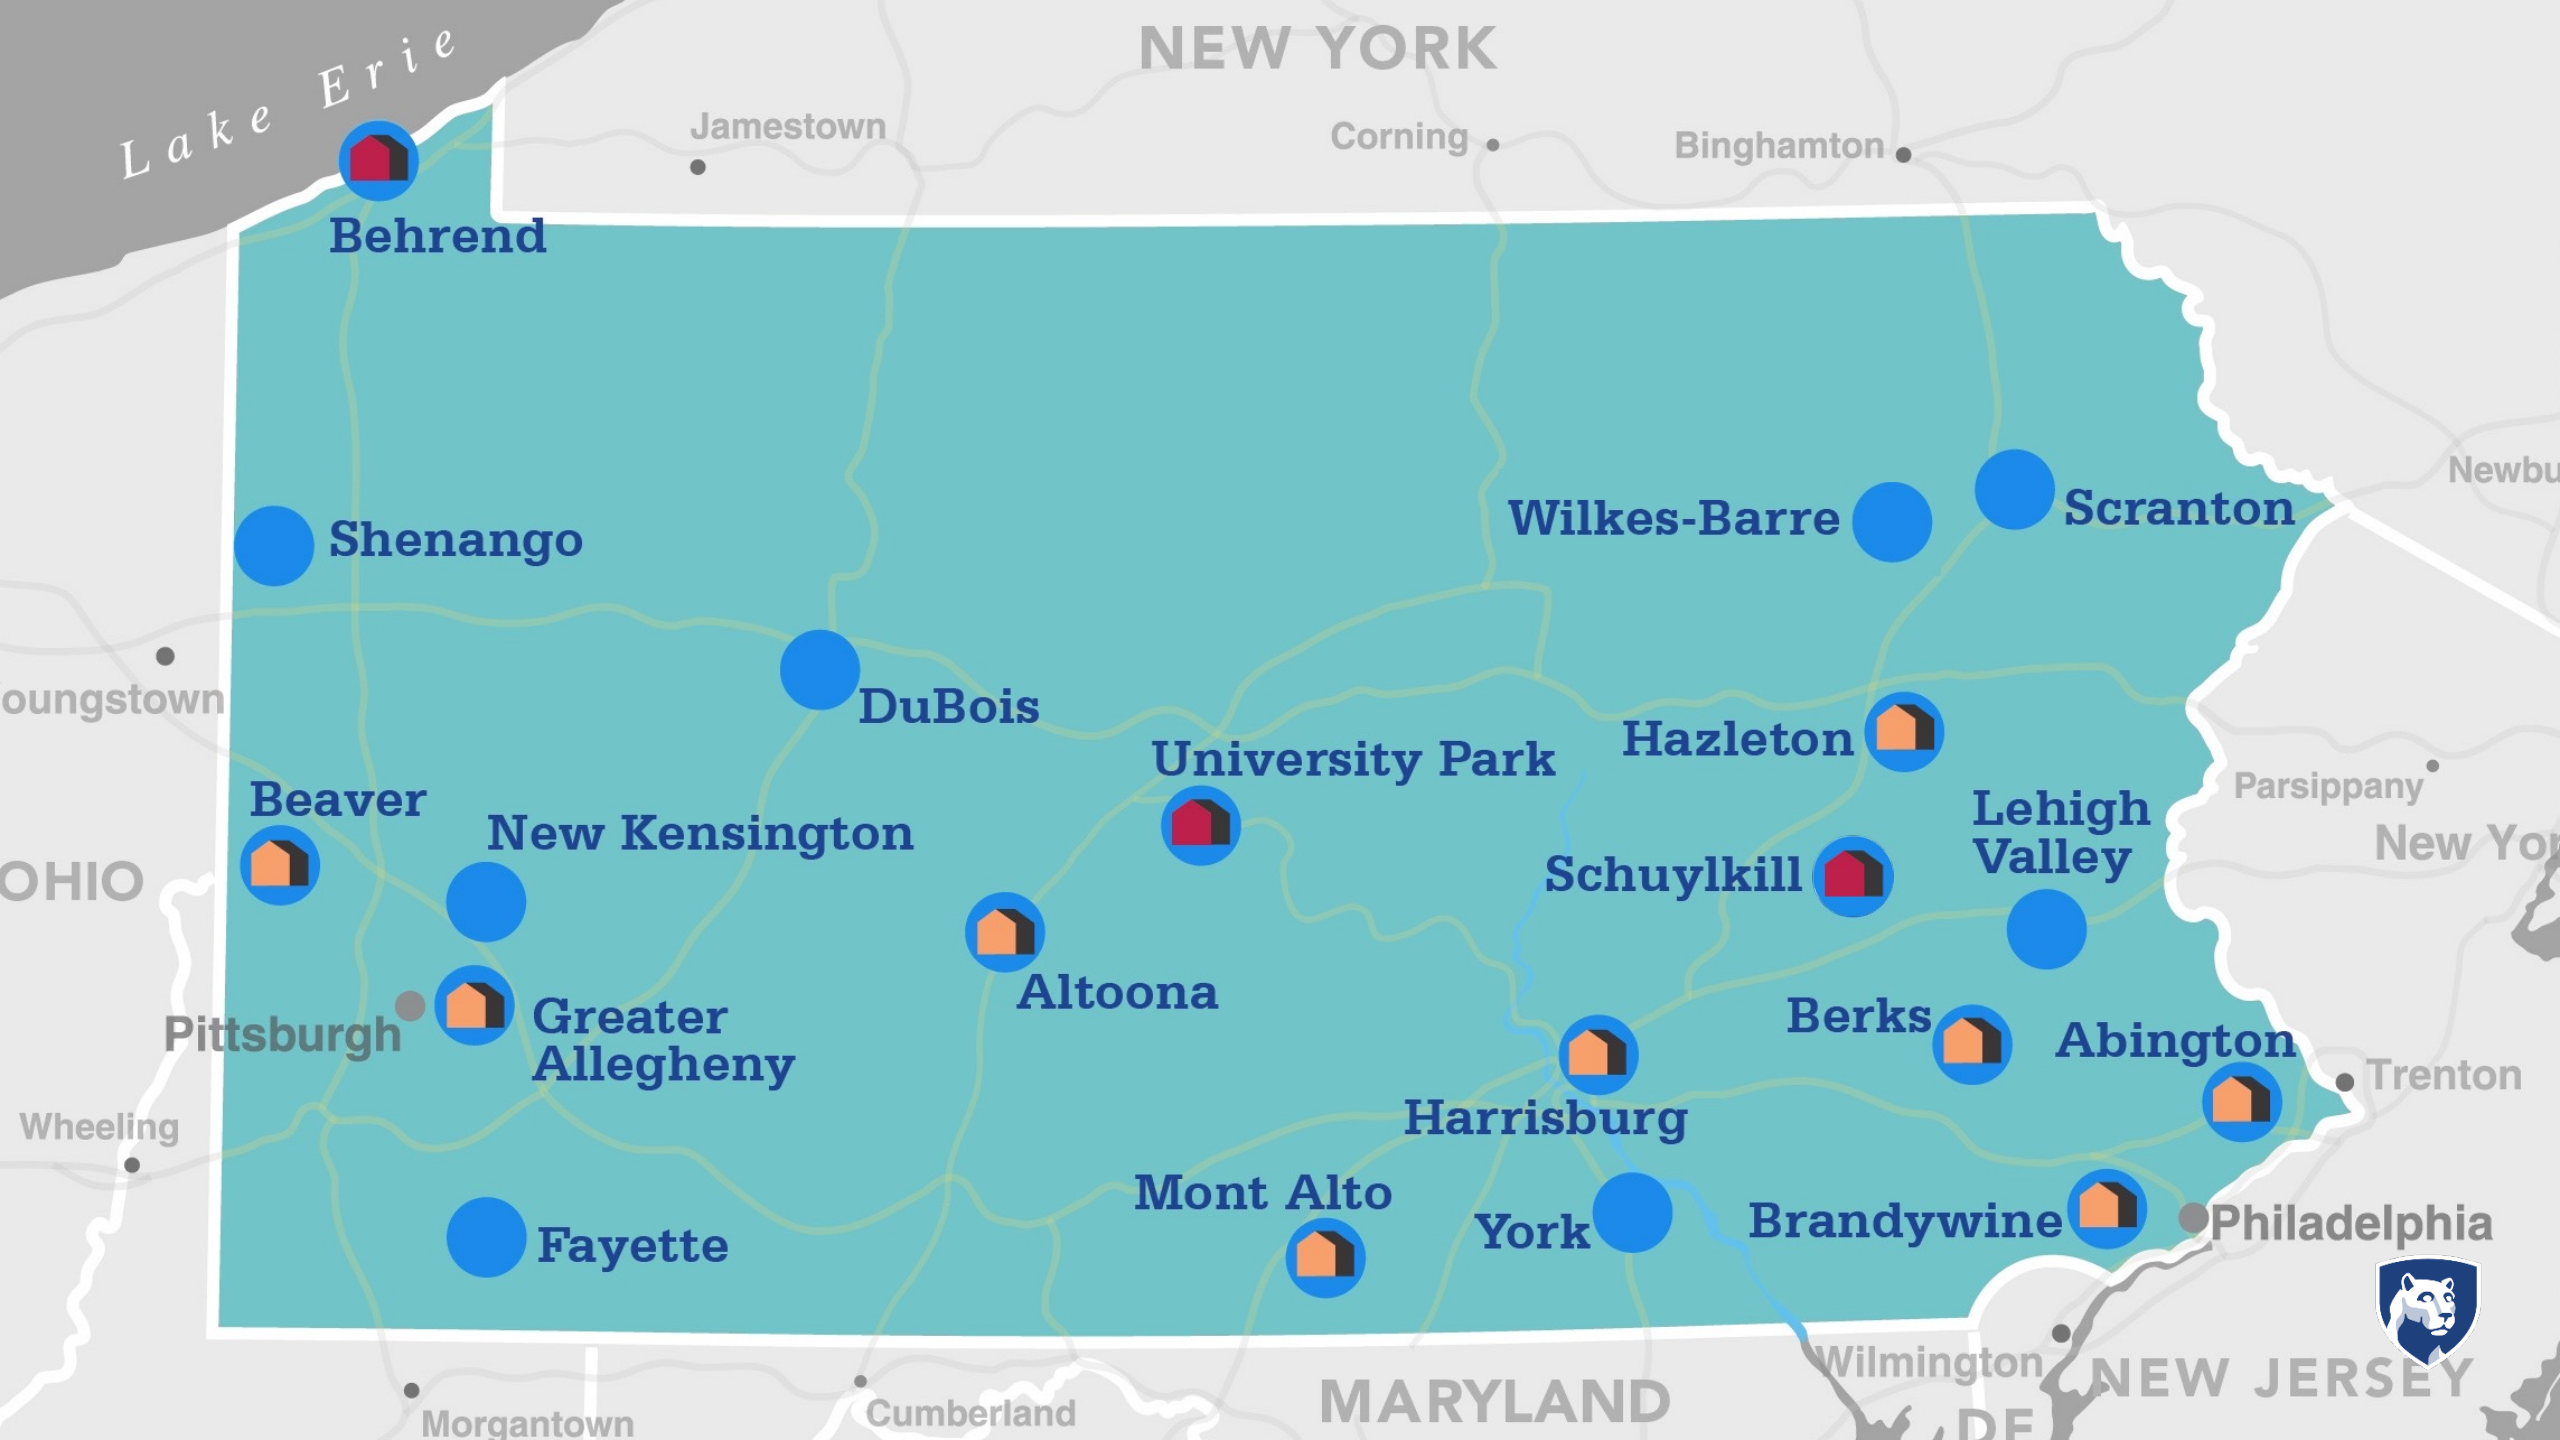 NEW YORK
Lake Erie
Jamestown
Corning
Binghamton
Behrend
Newbu
Wilkes-Barre
Scranton
Shenango
oungstown
DuBois
Hazleton
University Park
Parsippany
Beaver
New Kensington
Lehigh
Valley
New Yor
OHIO
Schuylkill
Altoona
Greater
Allegheny
Pittsburgh
Berks
Abington
Trenton
Harrisburg
Wheeling
Mont Alto
York
Brandywine
Philadelphia
Fayette
Wilmington
NEW JERSEY
MARYLAND
Cumberland
Morgantown
DE